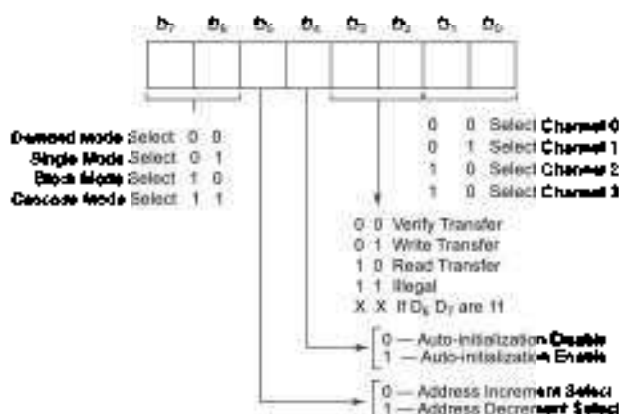 D₇ D₆ D₅ D₄ D₃ D₂ D₁ D₀
Demand Mode Select 0 0
Single Mode Select 0 1
Block Mode Select 1 0
Cascade Mode Select 1 1
0 0 Select Channel 0
0 1 Select Channel 1
1 0 Select Channel 2
1 0 Select Channel 3
0 0 Verify Transfer
0 1 Write Transfer
1 0 Read Transfer
1 1 Illegal
X X If D₆ D₇ are 11
0 — Auto-initialization Disable
1 — Auto-initialization Enable
0 — Address Increment Select
1 — Address Decrement Select